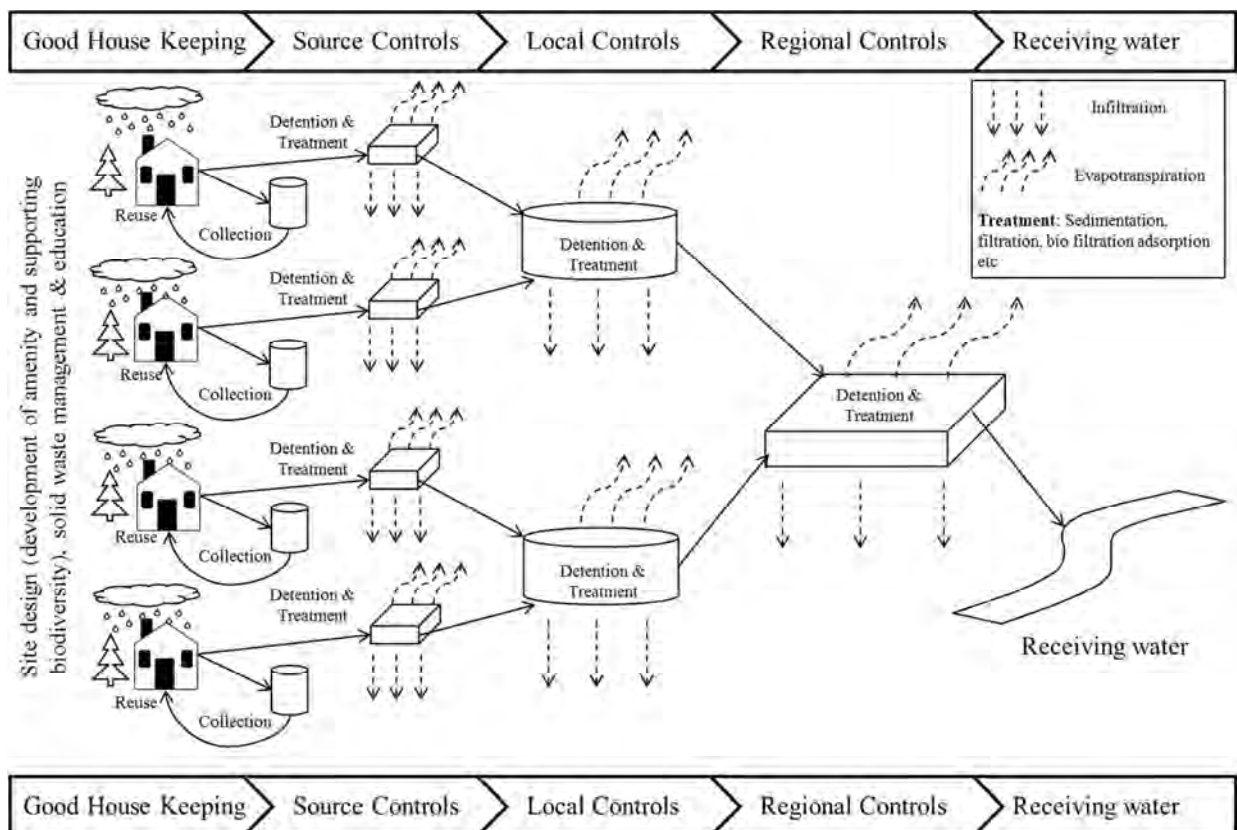 Good House Keeping
Source Controls
Local Controls
Regional Controls
Receiving water
Site design (development of amenity and supporting
biodiversity), solid waste management & education
Reuse
Collection
Detention &
Treatment
Reuse
Collection
Detention &
Treatment
Reuse
Collection
Detention &
Treatment
Reuse
Collection
Detention &
Treatment
Detention &
Treatment
Detention &
Treatment
Detention &
Treatment
Infiltration
Evapotranspiration
Treatment: Sedimentation,
filtration, bio filtration adsorption
etc
Receiving water
Good House Keeping
Source Controls
Local Controls
Regional Controls
Receiving water